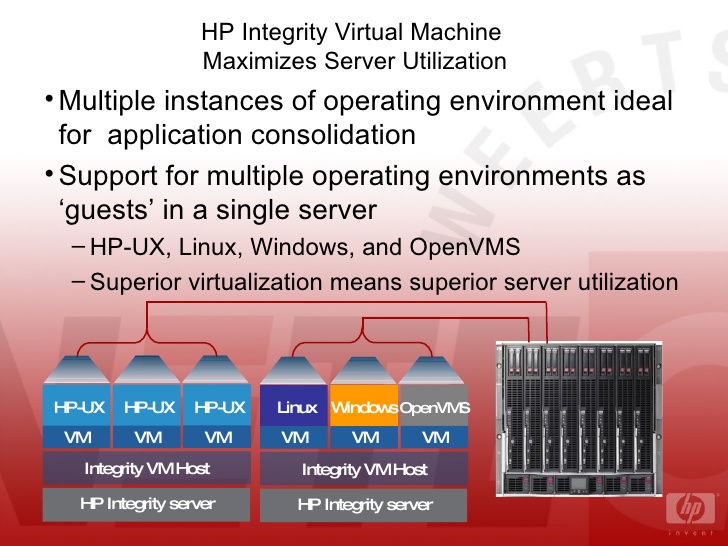 HP Integrity Virtual Machine
Maximizes Server Utilization
• Multiple instances of operating environment ideal
for application consolidation
• Support for multiple operating environments as
‘guests’ in a single server
– HP-UX, Linux, Windows, and OpenVMS
– Superior virtualization means superior server utilization
HP-UX HP-UX HP-UX Linux Windows OpenVMS
VM VM VM VM VM VM
Integrity VM Host Integrity VM Host
HP Integrity server HP Integrity server
WEERTS
hp
invent